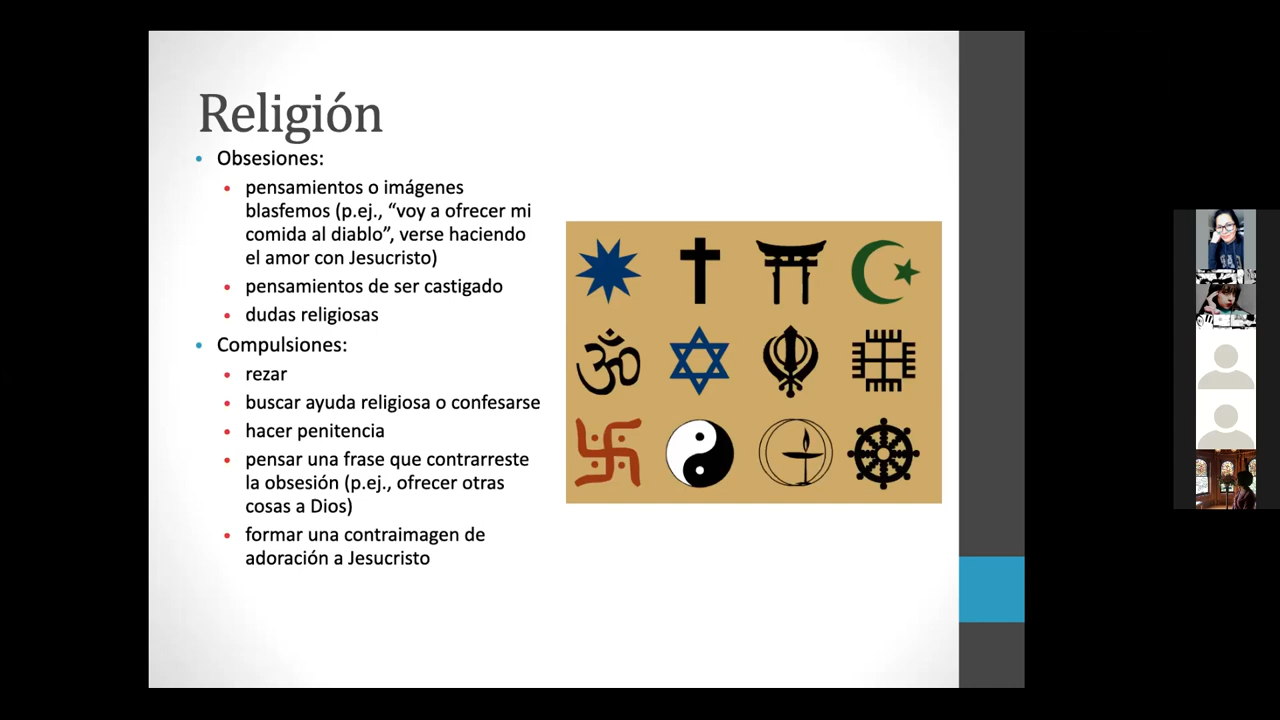 Religión
• Obsesiones:
• pensamientos o imágenes
blasfemos (p.ej., “voy a ofrecer mi
comida al diablo”, verse haciendo
el amor con Jesucristo)
• pensamientos de ser castigado
• dudas religiosas
• Compulsiones:
• rezar
• buscar ayuda religiosa o confesarse
• hacer penitencia
• pensar una frase que contrarreste
la obsesión (p.ej., ofrecer otras
cosas a Dios)
• formar una contraimagen de
adoración a Jesucristo